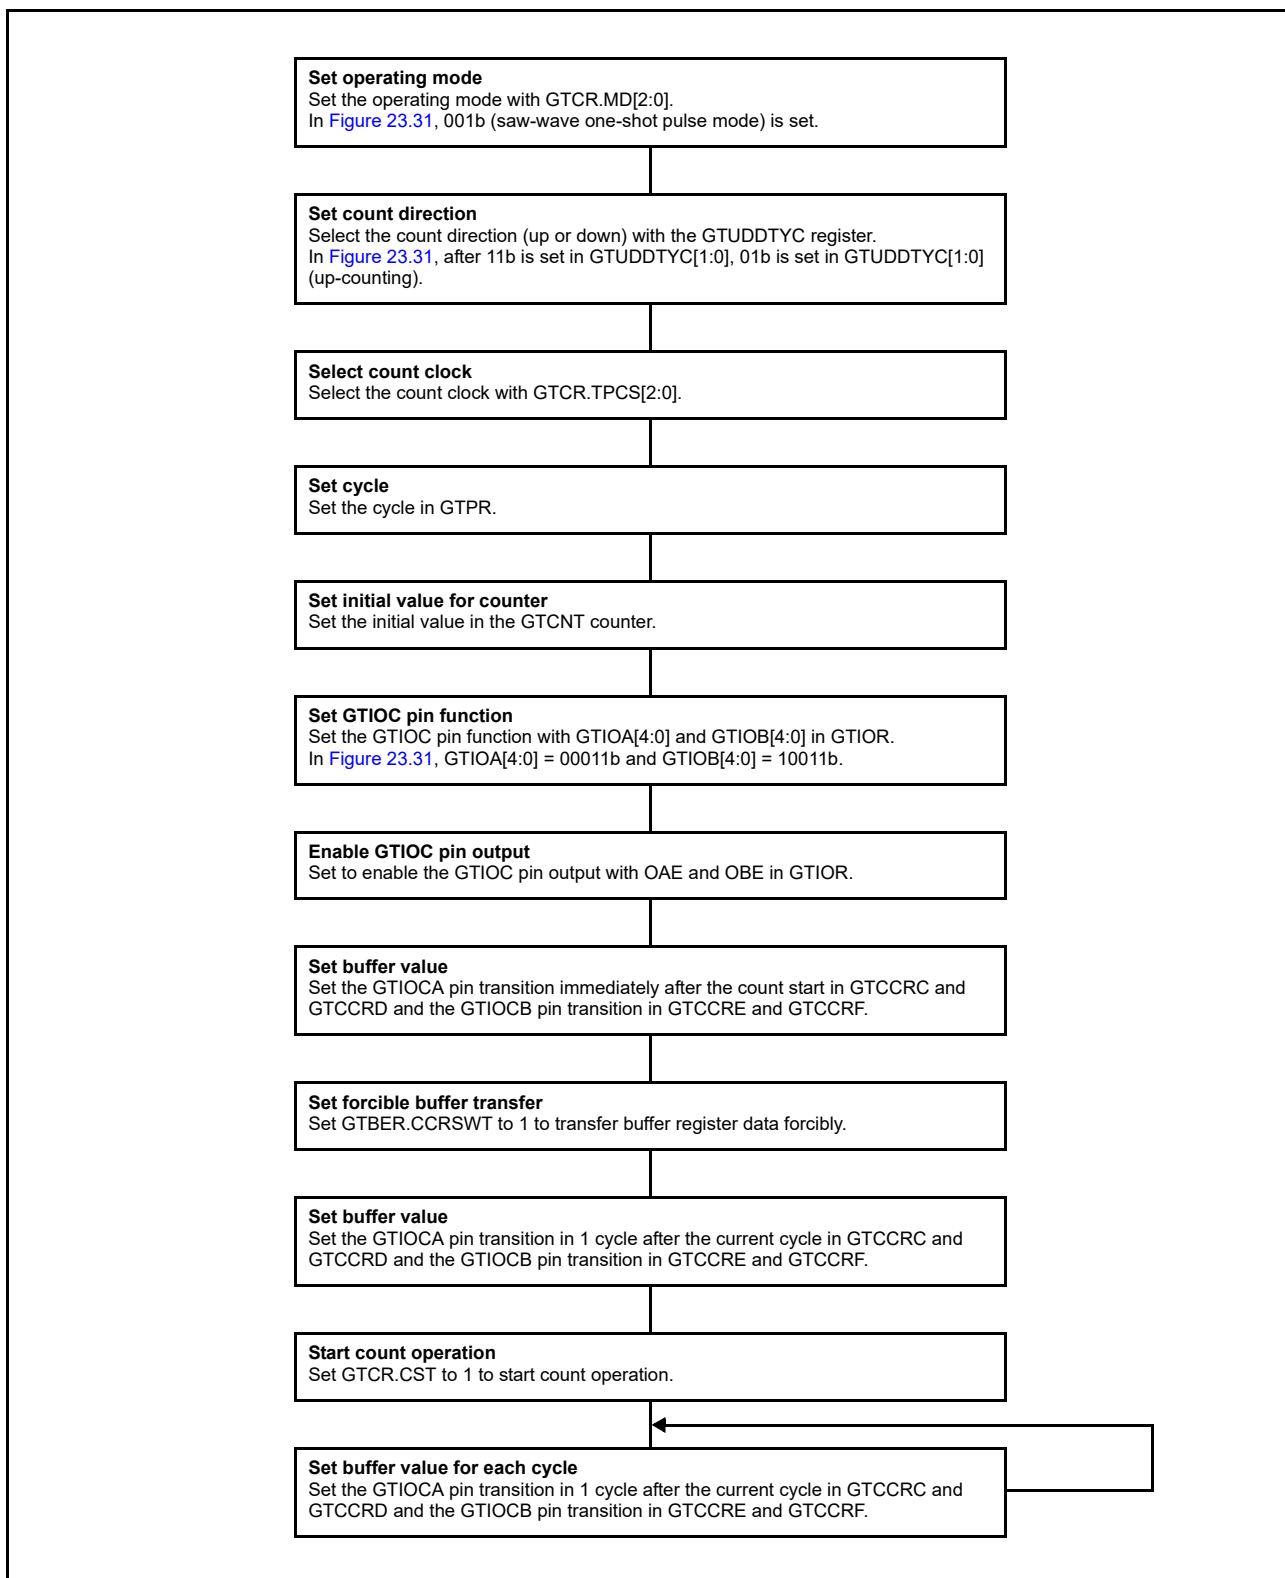 Set operating mode
Set the operating mode with GTCR.MD[2:0].
In Figure 23.31, 001b (saw-wave one-shot pulse mode) is set.
Set count direction
Select the count direction (up or down) with the GTUDDTYC register.
In Figure 23.31, after 11b is set in GTUDDTYC[1:0], 01b is set in GTUDDTYC[1:0]
(up-counting).
Select count clock
Select the count clock with GTCR.TPCS[2:0].
Set cycle
Set the cycle in GTPR.
Set initial value for counter
Set the initial value in the GTCNT counter.
Set GTIOC pin function
Set the GTIOC pin function with GTIOA[4:0] and GTIOB[4:0] in GTIOR.
In Figure 23.31, GTIOA[4:0] = 00011b and GTIOB[4:0] = 10011b.
Enable GTIOC pin output
Set to enable the GTIOC pin output with OAE and OBE in GTIOR.
Set buffer value
Set the GTIOCA pin transition immediately after the count start in GTCCRC and
GTCCRD and the GTIOCB pin transition in GTCCRE and GTCCRF.
Set forcible buffer transfer
Set GTBER.CCRSWT to 1 to transfer buffer register data forcibly.
Set buffer value
Set the GTIOCA pin transition in 1 cycle after the current cycle in GTCCRC and
GTCCRD and the GTIOCB pin transition in GTCCRE and GTCCRF.
Start count operation
Set GTCR.CST to 1 to start count operation.
Set buffer value for each cycle
Set the GTIOCA pin transition in 1 cycle after the current cycle in GTCCRC and
GTCCRD and the GTIOCB pin transition in GTCCRE and GTCCRF.